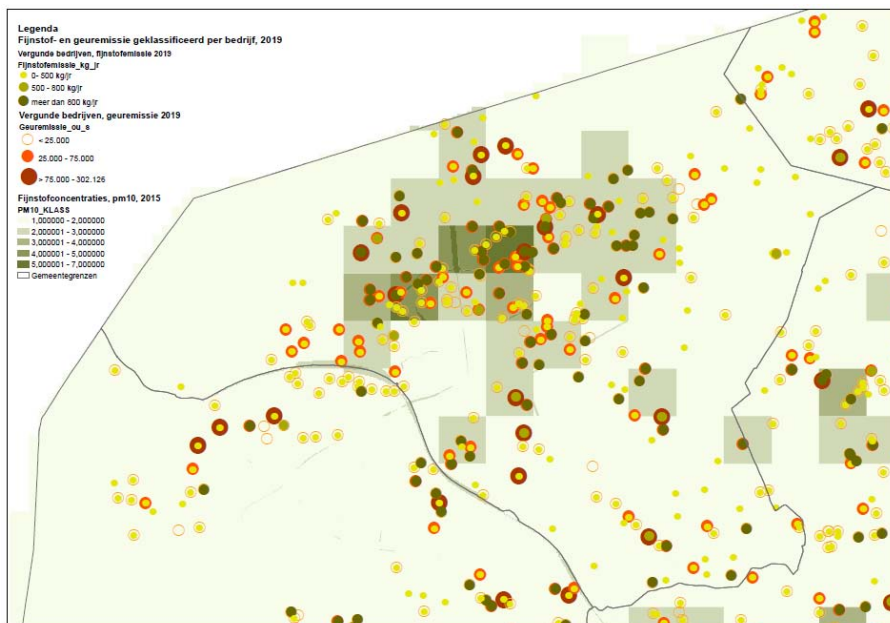 Legenda
Fijnstof- en geuremissie geklassificeerd per bedrijf, 2019
Vergunde bedrijven, fijnstofemissie 2019
Fijnstofemissie_kg_jr
0- 500 kg/jr
500 - 800 kg/jr
meer dan 800 kg/jr
Vergunde bedrijven, geuremissie 2019
Geuremissie_ou_s
< 25.000
25.000 - 75.000
> 75.000 - 302.126
Fijnstofconcentraties, pm10, 2015
PM10_KLASS
1,000000 - 2,000000
2,000001 - 3,000000
3,000001 - 4,000000
4,000001 - 5,000000
5,000001 - 7,000000
Gemeentegrenzen